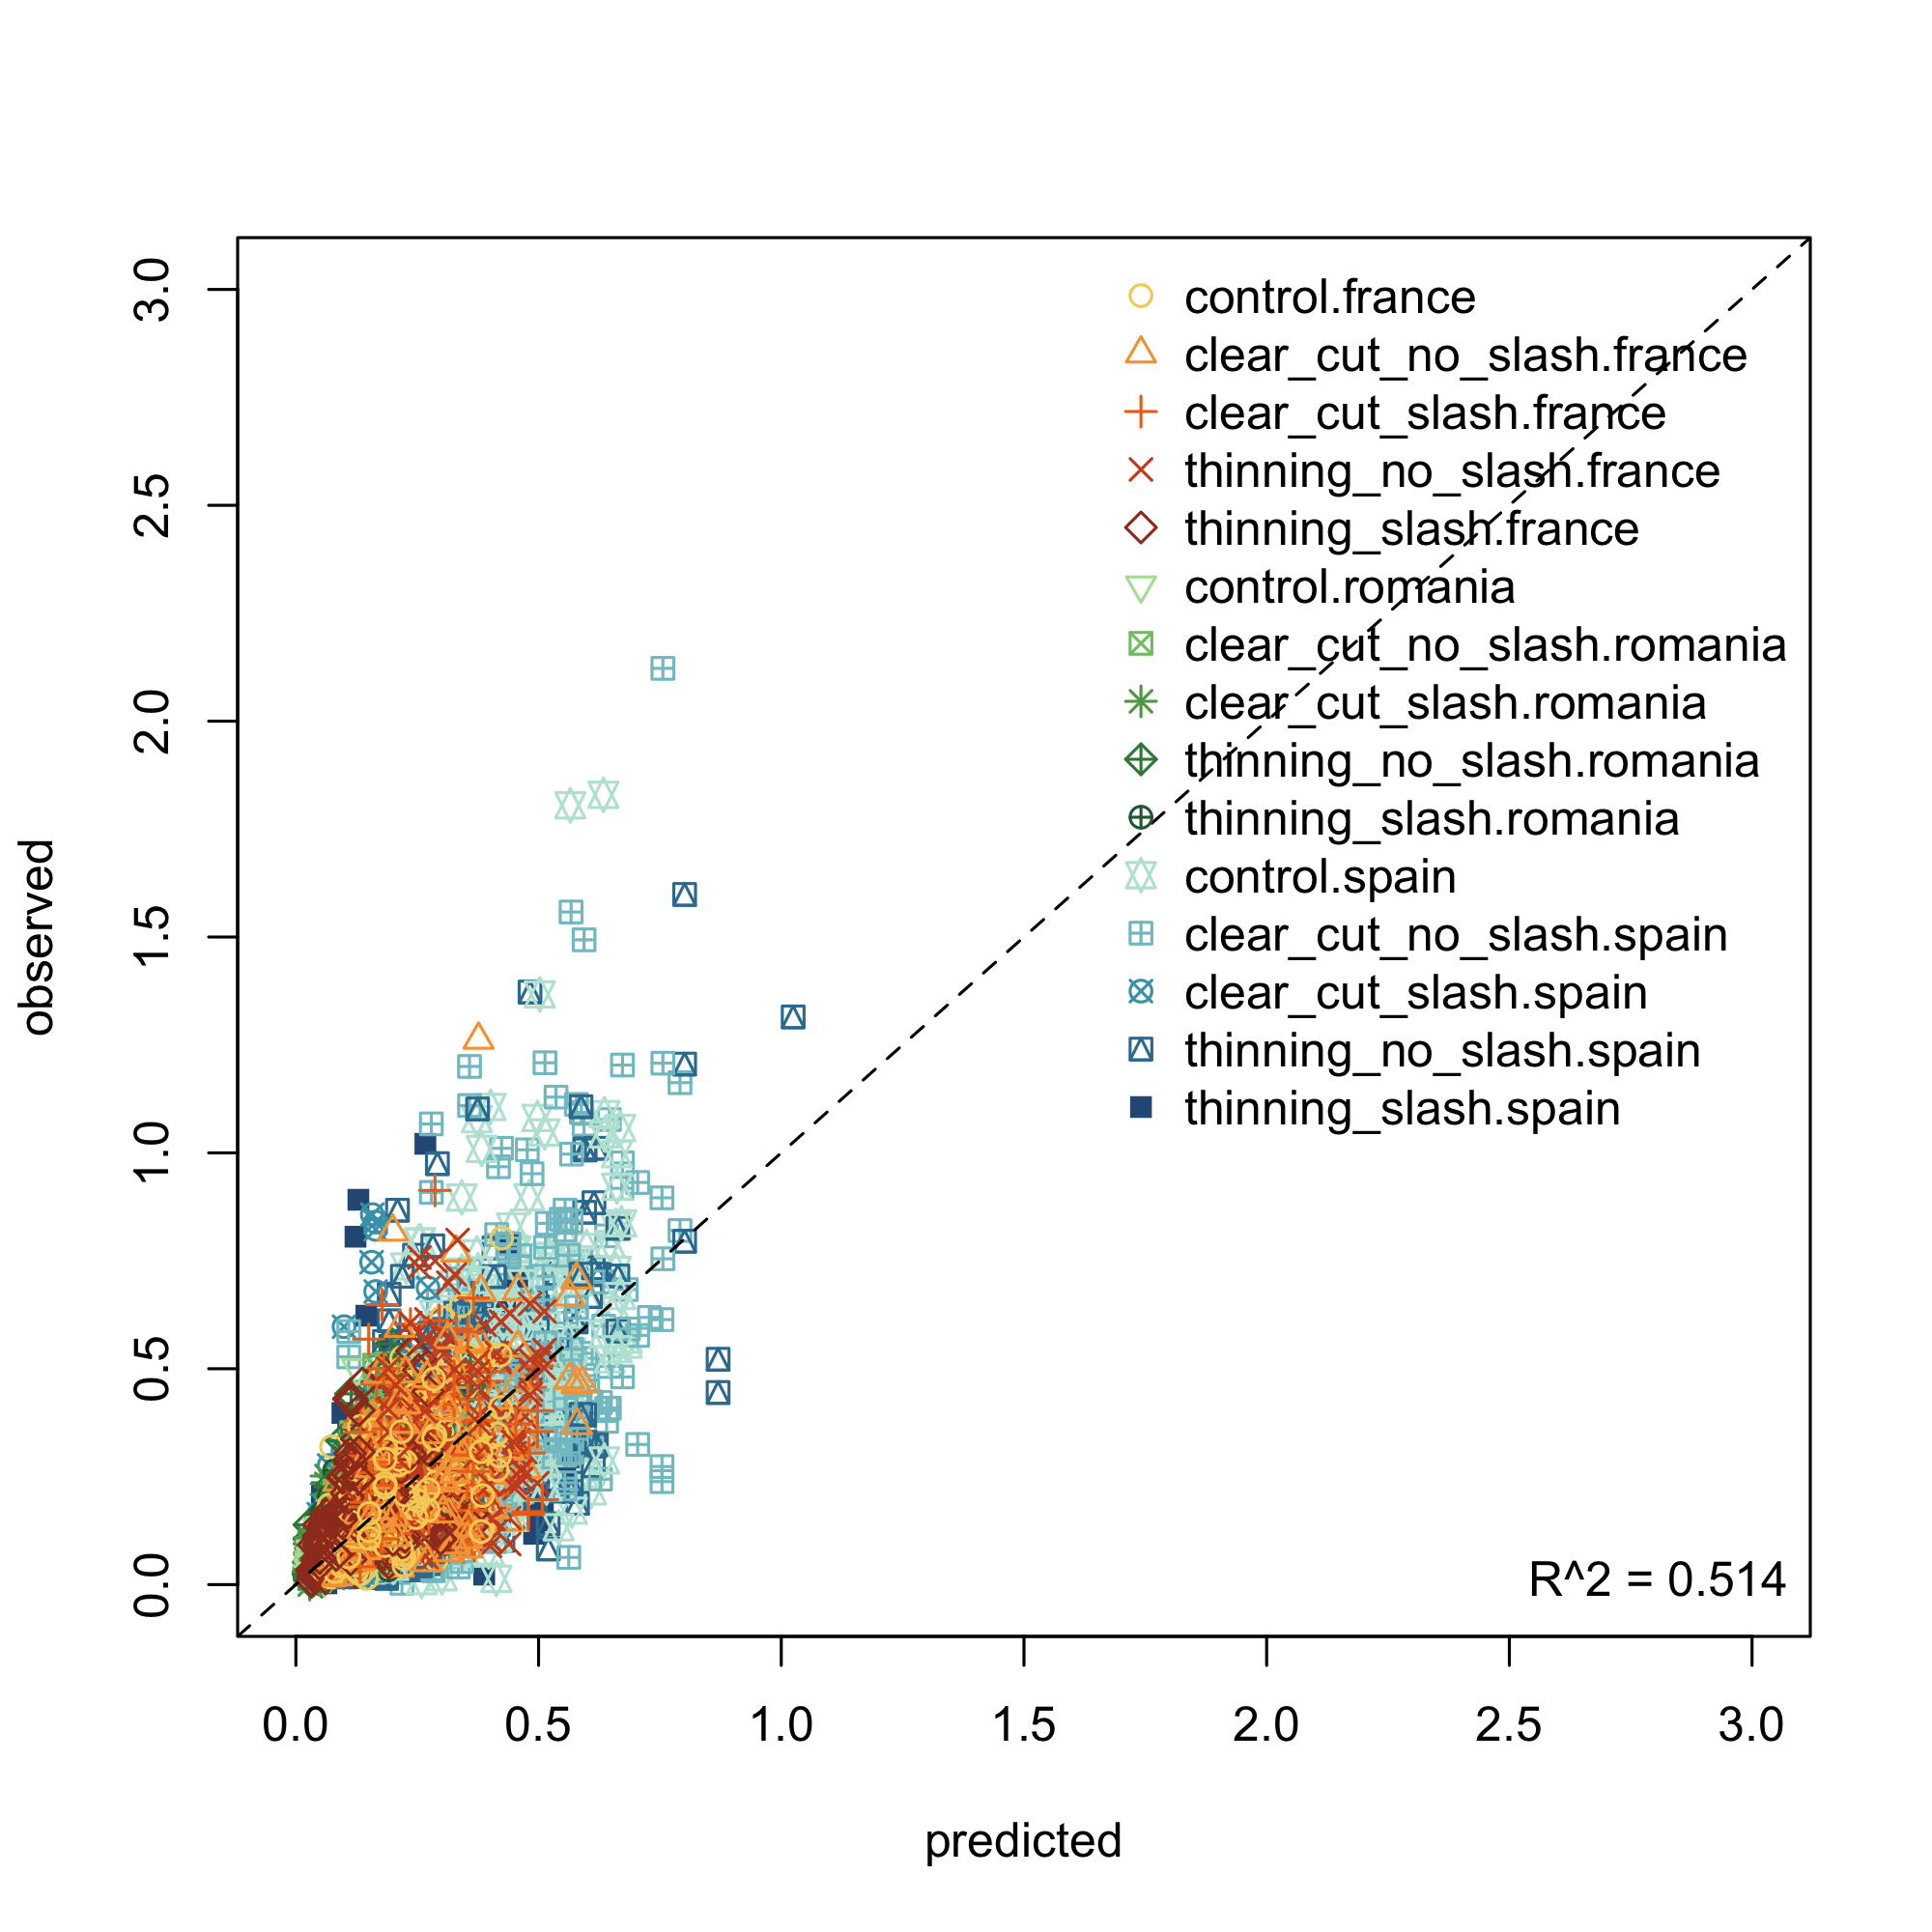 3.0
2.5
2.0
1.5
1.0
0.5
0.0
observed
control.france
clear_cut_no_slash.france
clear_cut_slash.france
thinning_no_slash.france
thinning_slash.france
control.romania
clear_cut_no_slash.romania
clear_cut_slash.romania
thinning_no_slash.romania
thinning_slash.romania
control.spain
clear_cut_no_slash.spain
clear_cut_slash.spain
thinning_no_slash.spain
thinning_slash.spain
R^2 = 0.514
0.0 0.5 1.0 1.5 2.0 2.5 3.0
predicted